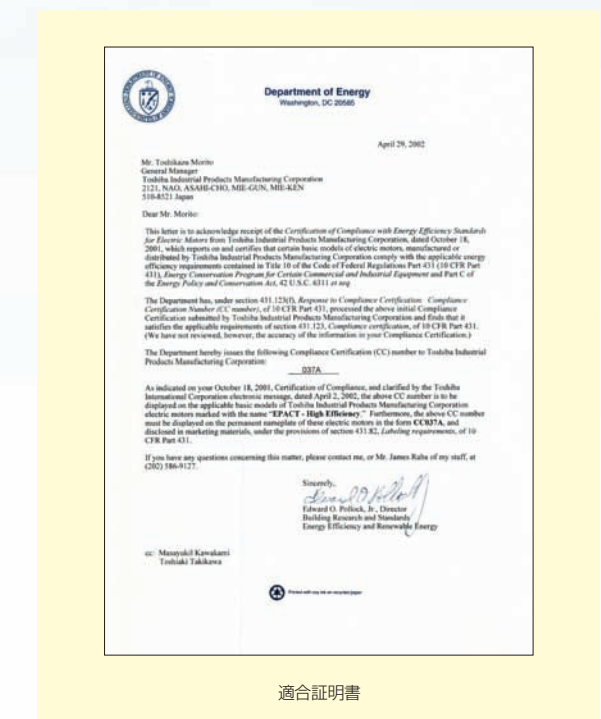 Department of Energy
Washington, DC 20585
April 29, 2002
Mr. Toshikazu Morito
General Manager
Toshiba Industrial Products Manufacturing Corporation
2121, NAO, ASAHI-CHO, MIE-GUN, MIE-KEN
510-8521 Japan
Dear Mr. Morito:
This letter is to acknowledge receipt of the Certification of Compliance with Energy Efficiency Standards
for Electric Motors from Toshiba Industrial Products Manufacturing Corporation, dated October 18,
2001, which reports on and certifies that certain basic models of electric motors, manufactured or
distributed by Toshiba Industrial Products Manufacturing Corporation comply with the applicable energy
efficiency requirements contained in Title 10 of the Code of Federal Regulations Part 431 (10 CFR Part
431), Energy Conservation Program for Certain Commercial and Industrial Equipment and Part C of
the Energy Policy and Conservation Act, 42 U.S.C. 6311 et seq
The Department has, under section 431.123(f), Response to Compliance Certification: Compliance
Certification Number (CC number), of 10 CFR Part 431, processed the above initial Compliance
Certification submitted by Toshiba Industrial Products Manufacturing Corporation and finds that it
satisfies the applicable requirements of section 431.123, Compliance certification, of 10 CFR Part 431.
(We have not reviewed, however, the accuracy of the information in your Compliance Certification.)
The Department hereby issues the following Compliance Certification (CC) number to Toshiba Industrial
Products Manufacturing Corporation:
037A
As indicated on your October 18, 2001, Certification of Compliance, and clarified by the Toshiba
International Corporation electronic message, dated April 2, 2002, the above CC number is to be
displayed on the applicable basic models of Toshiba Industrial Products Manufacturing Corporation
electric motors marked with the name "EPACT - High Efficiency." Furthermore, the above CC number
must be displayed on the permanent nameplate of these electric motors in the form CC037A, and
disclosed in marketing materials, under the provisions of section 431.82, Labeling requirements, of 10
CFR Part 431.
If you have any questions concerning this matter, please contact me, or Mr. James Raba of my staff, at
(202) 586-9127.
Sincerely,
Edward O. Pollock, Jr., Director
Building Research and Standards
Energy Efficiency and Renewable Energy
cc: Masayukil Kawakami
Toshiaki Takikawa
Printed with soy ink on recycled paper
適合証明書